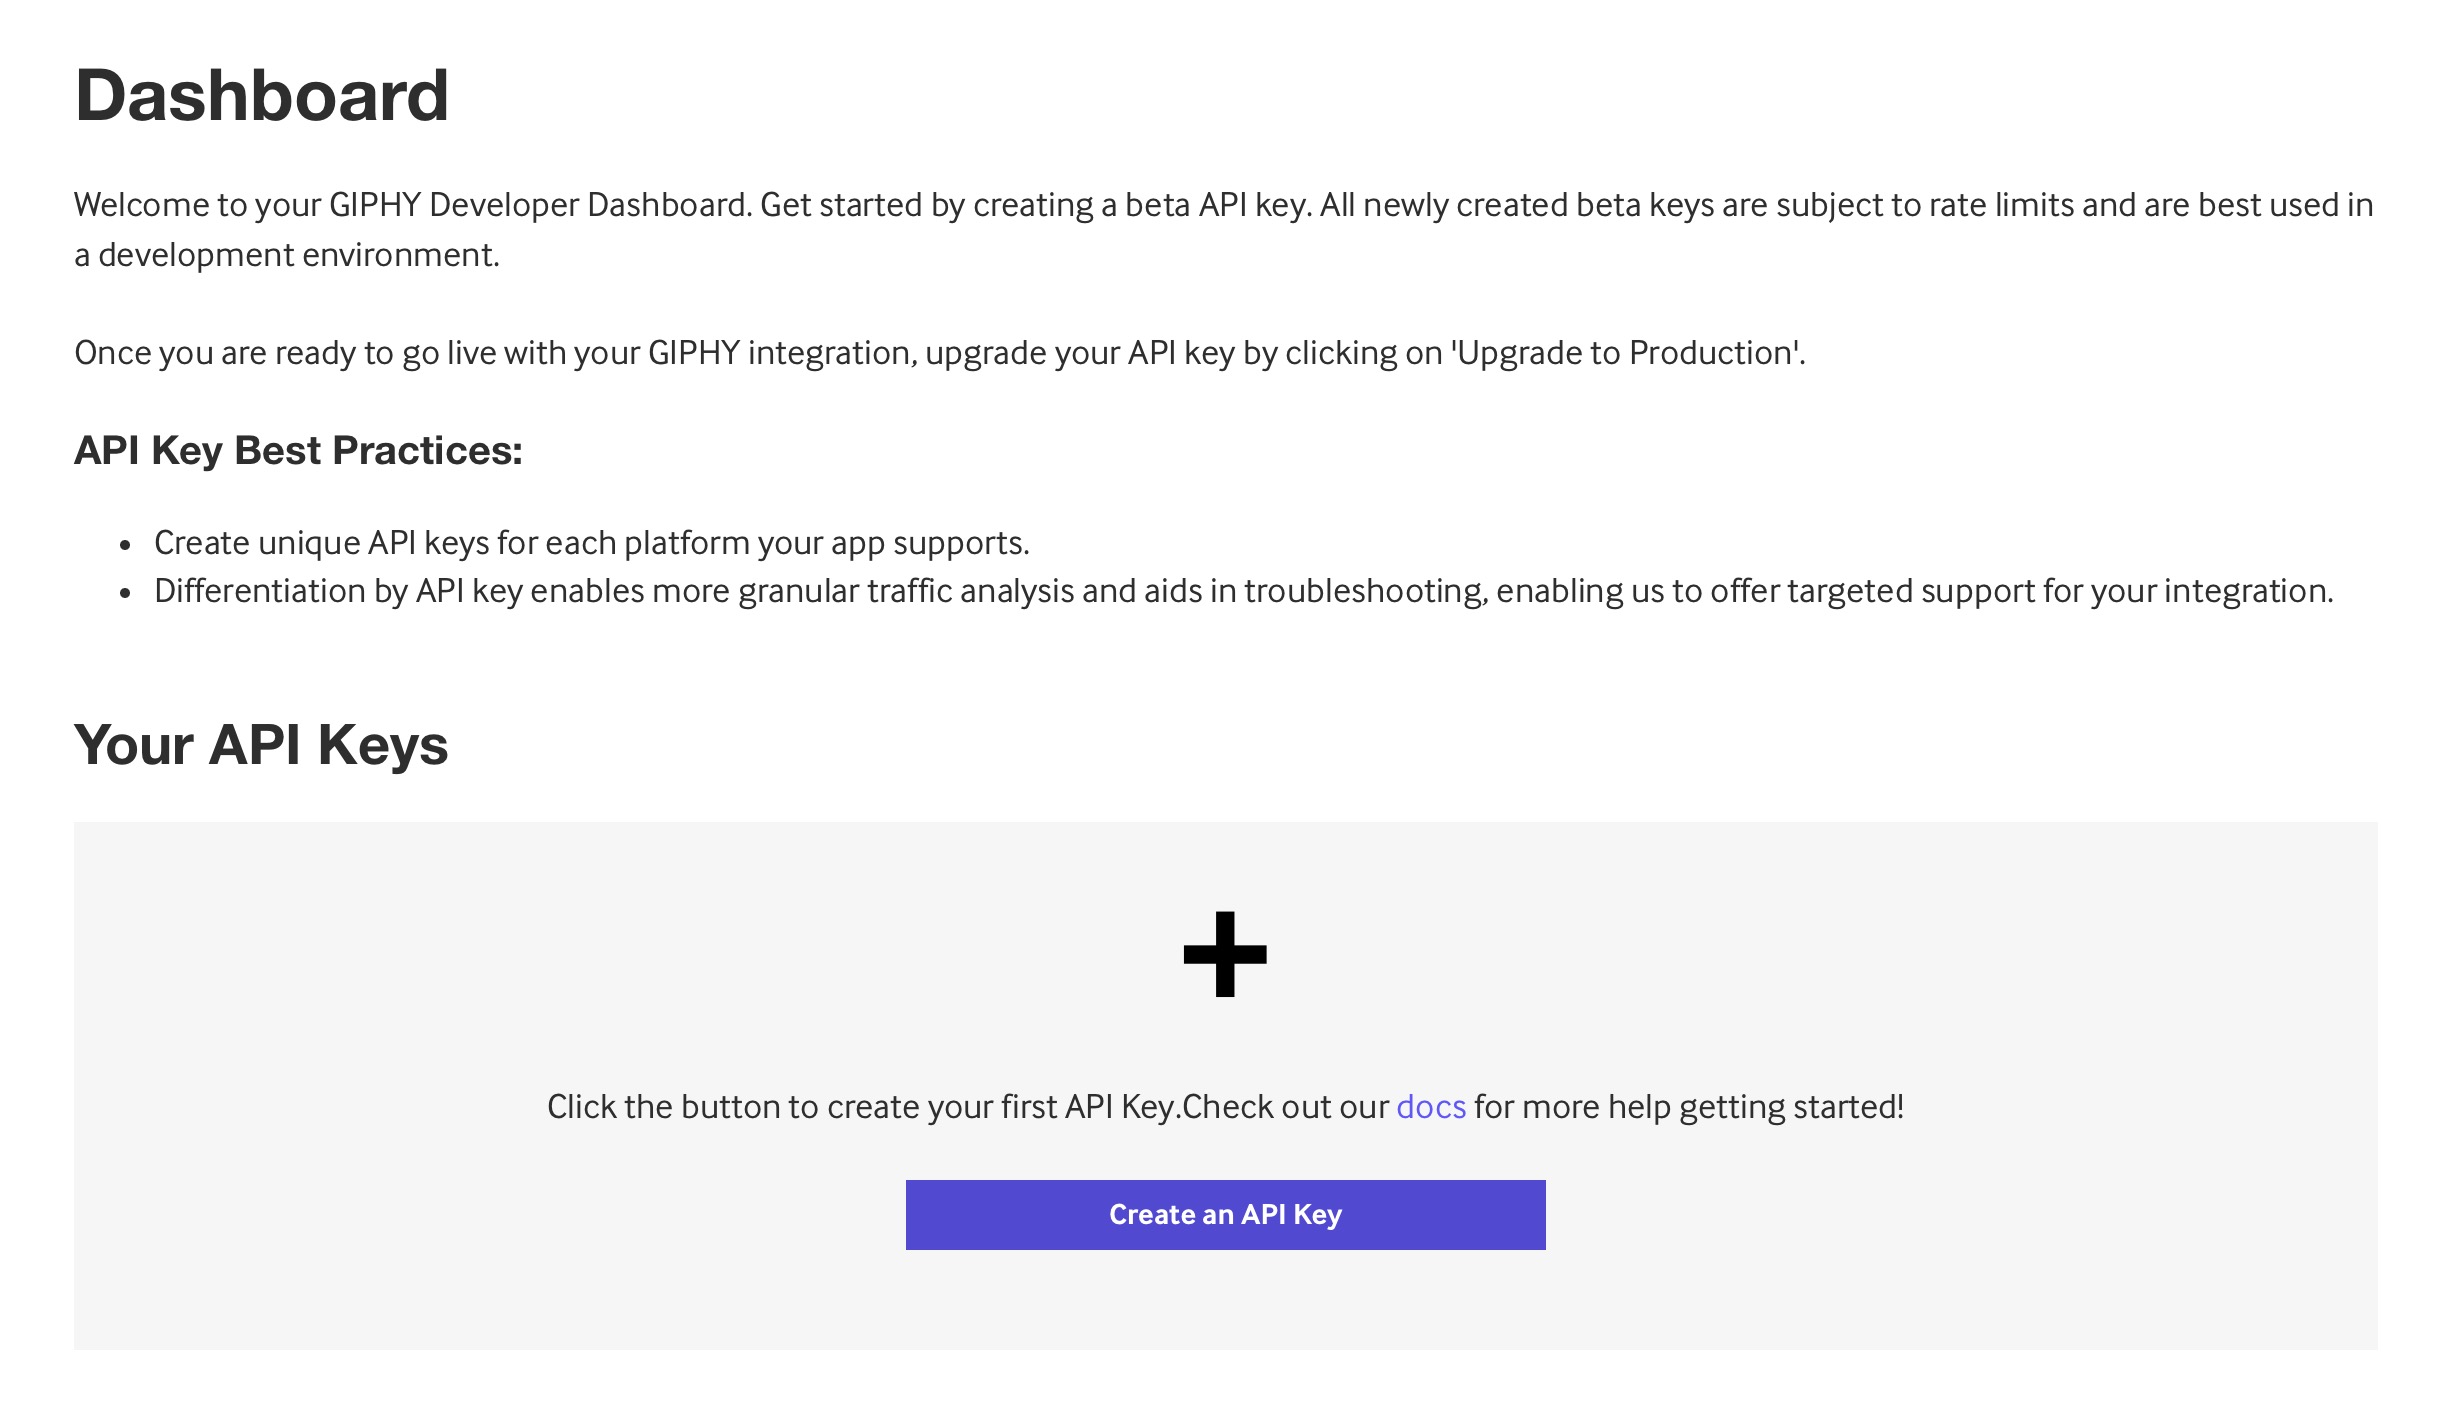 Dashboard
Welcome to your GIPHY Developer Dashboard. Get started by creating a beta API key. All newly created beta keys are subject to rate limits and are best used in
a development environment.
Once you are ready to go live with your GIPHY integration, upgrade your API key by clicking on 'Upgrade to Production'.
API Key Best Practices:
• Create unique API keys for each platform your app supports.
• Differentiation by API key enables more granular traffic analysis and aids in troubleshooting, enabling us to offer targeted support for your integration.
Your API Keys
Click the button to create your first API Key.Check out our docs for more help getting started!
Create an API Key